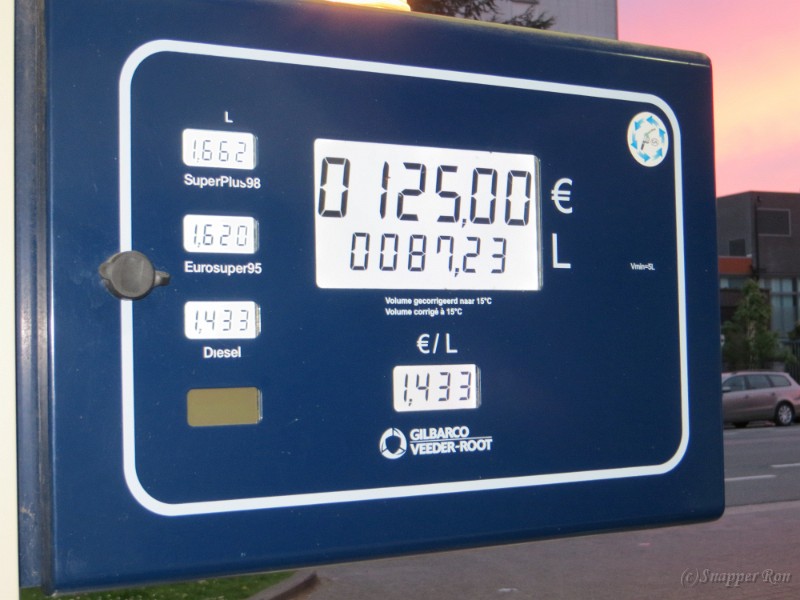 L
1,662
SuperPlus98
1,620
Eurosuper95
1,433
Diesel
0125,00 €
0087,23 L
Volume gecorrigeerd naar 15°C
Volume corrigé à 15°C
Vmin=5L
€/L
1,433
GILBARCO
VEEDER-ROOT
(c)Snapper Ron